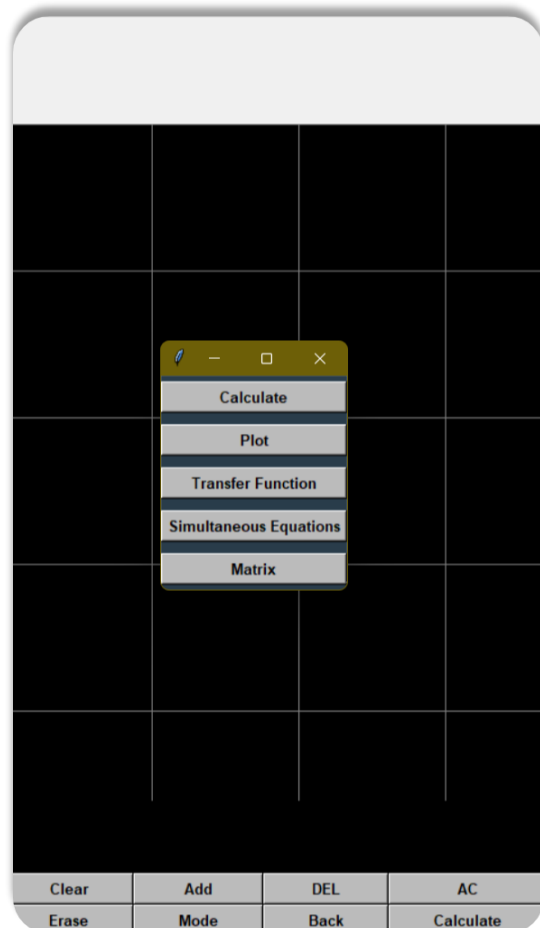 Calculate
Plot
Transfer Function
Simultaneous Equations
Matrix
Clear Add DEL AC
Erase Mode Back Calculate